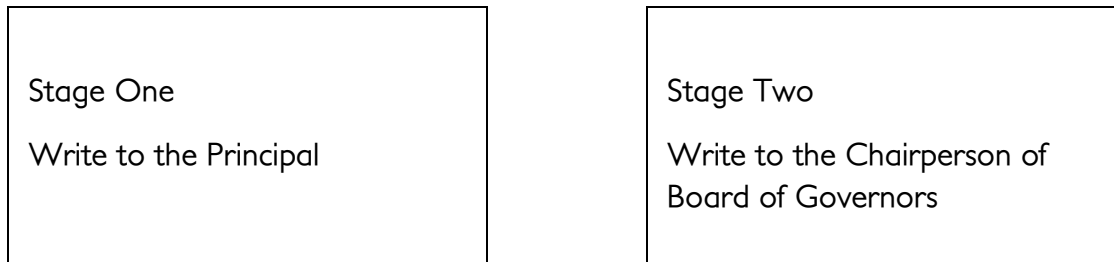 Stage One
Write to the Principal
Stage Two
Write to the Chairperson of
Board of Governors